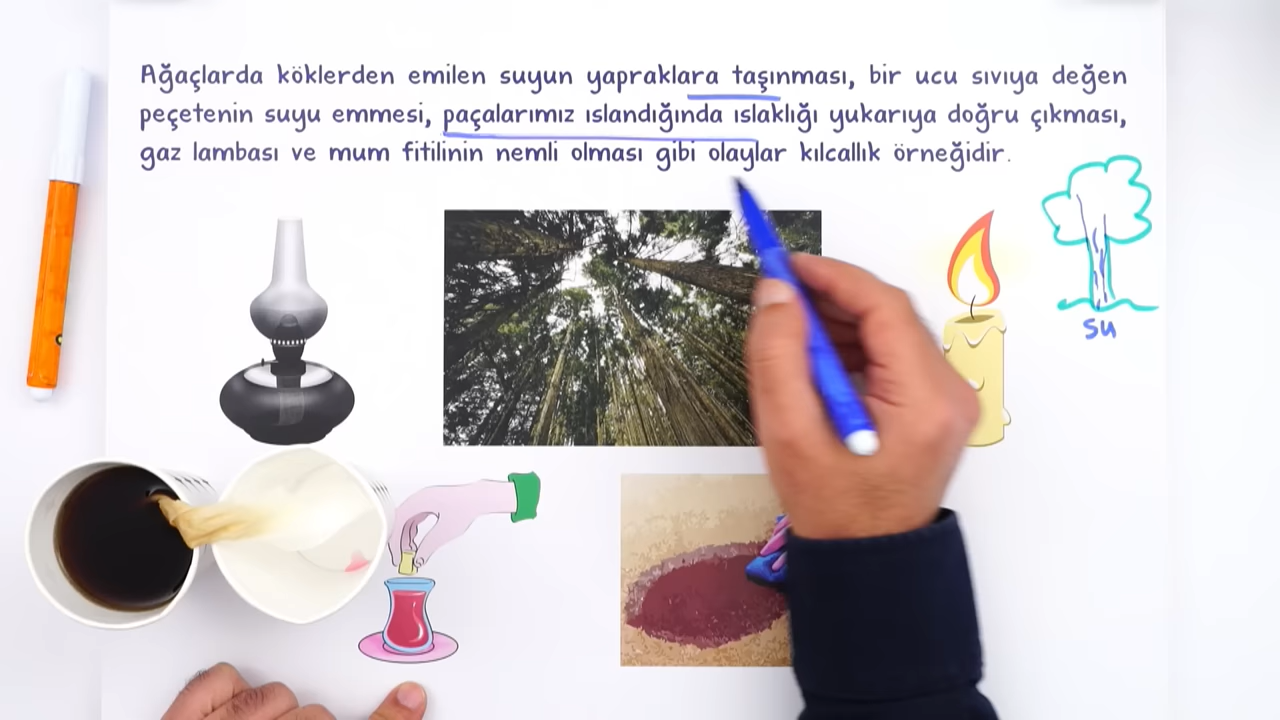 Ağaçlarda köklerden emilen suyun yapraklara taşınması, bir ucu sıvıya değen
peçetenin suyu emmesi, paçalarımız ıslandığında ıslaklığı yukarıya doğru çıkması,
gaz lambası ve mum fitilinin nemli olması gibi olaylar kılcallık örneğidir.
su